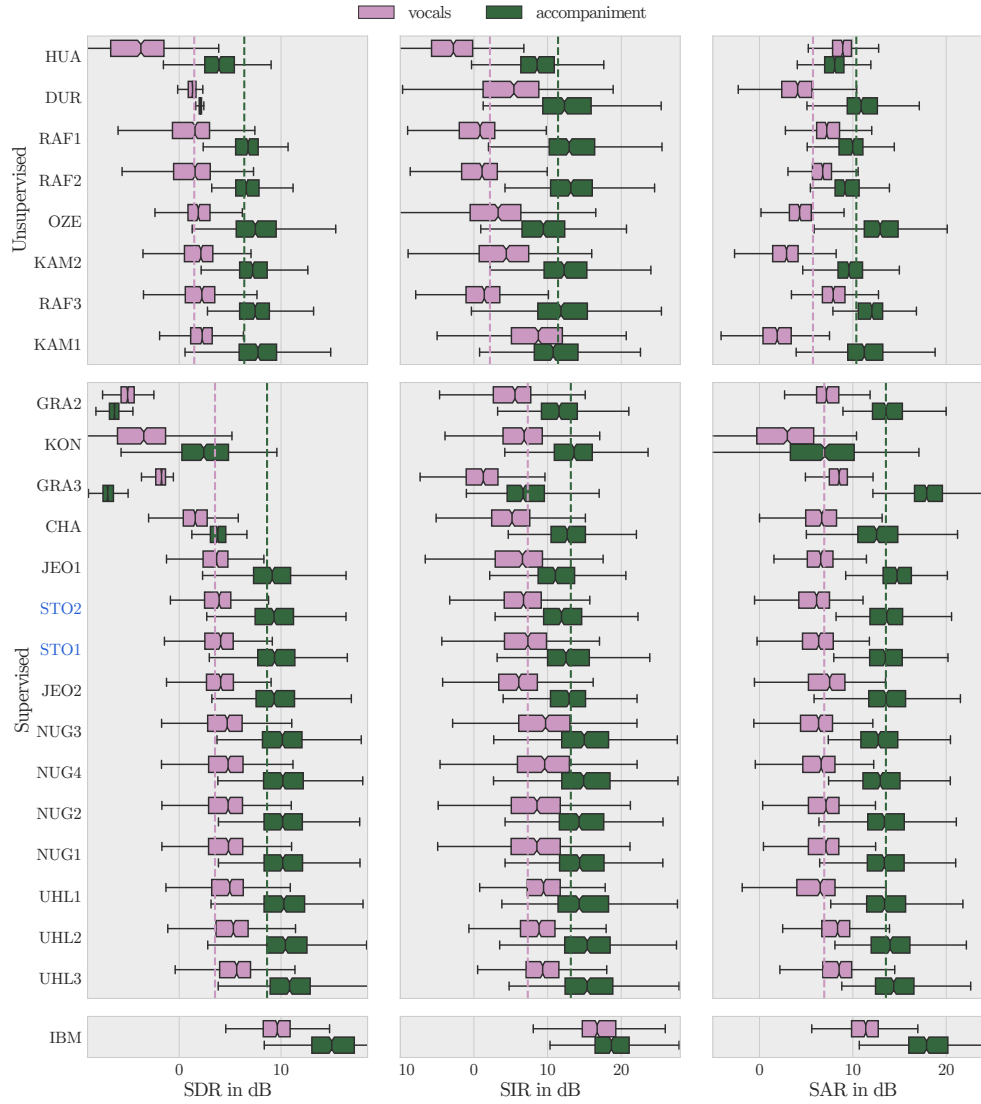 vocals accompaniment
Unsupervised
HUA
DUR
RAF1
RAF2
OZE
KAM2
RAF3
KAM1
Supervised
GRA2
KON
GRA3
CHA
JEO1
STO2
STO1
JEO2
NUG3
NUG4
NUG2
NUG1
UHL1
UHL2
UHL3
IBM
0 10 10 0 10 20 0 10 20
SDR in dB SIR in dB SAR in dB